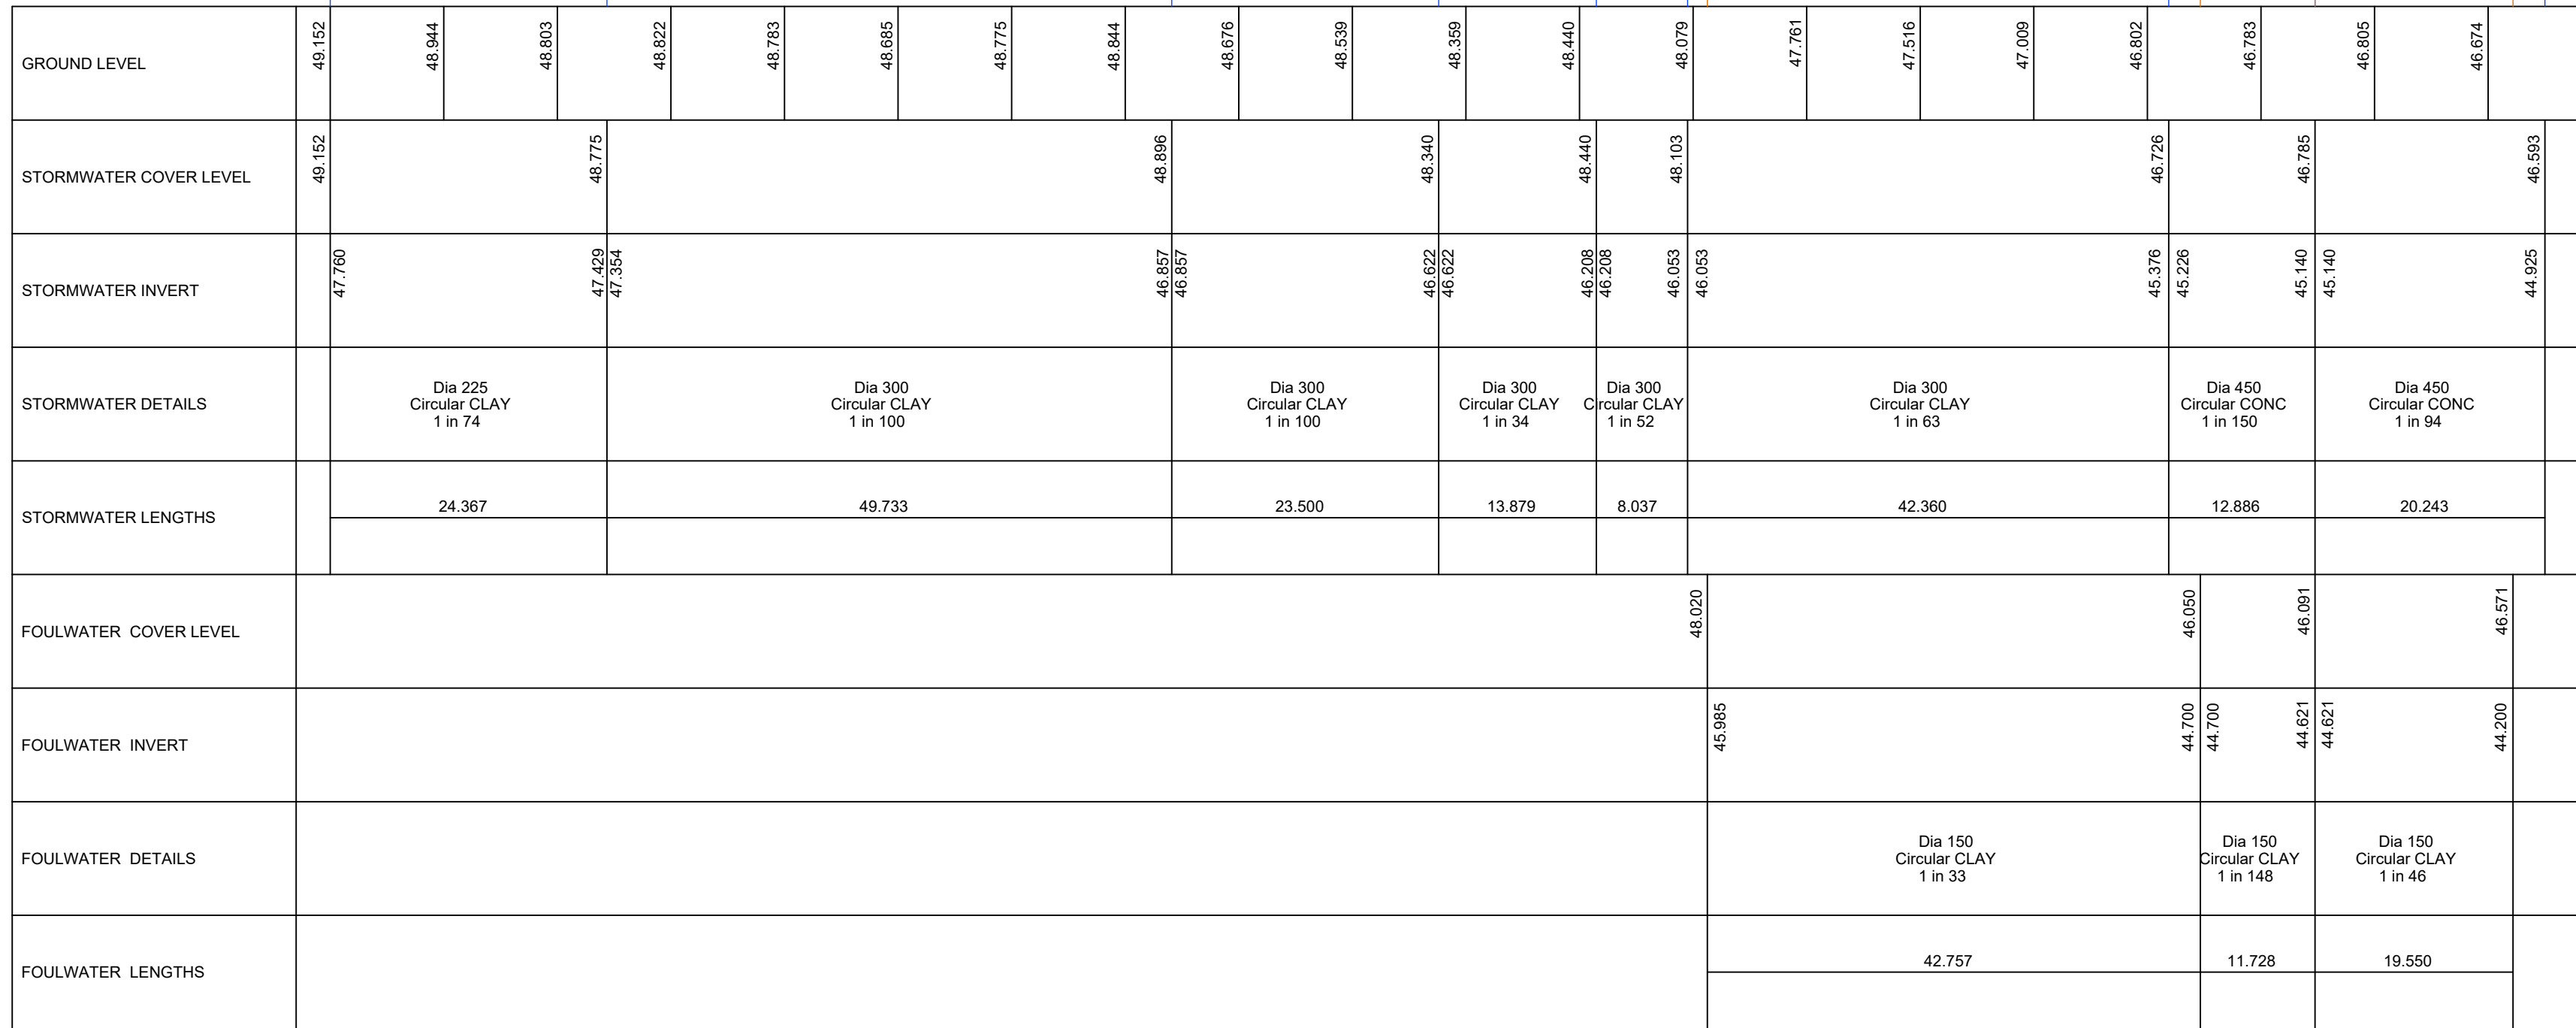 GROUND LEVEL
49.152 48.944 48.803 48.822 48.783 48.685 48.775 48.844 48.676 48.539 48.359 48.440 48.079 47.761 47.516 47.009 46.802 46.783 46.805 46.674
STORMWATER COVER LEVEL
49.152 48.775 48.896 48.340 48.440 48.103 46.726 46.785 46.593
STORMWATER INVERT
47.760 47.429 47.354 46.857 46.857 46.622 46.622 46.208 46.208 46.053 46.053 45.376 45.226 45.140 45.140 44.925
STORMWATER DETAILS
Dia 225
Circular CLAY
1 in 74
Dia 300
Circular CLAY
1 in 100
Dia 300
Circular CLAY
1 in 100
Dia 300
Circular CLAY
1 in 34
Dia 300
Circular CLAY
1 in 52
Dia 300
Circular CLAY
1 in 63
Dia 450
Circular CONC
1 in 150
Dia 450
Circular CONC
1 in 94
STORMWATER LENGTHS
24.367 49.733 23.500 13.879 8.037 42.360 12.886 20.243
FOULWATER COVER LEVEL
48.020 46.050 46.091 46.571
FOULWATER INVERT
45.985 44.700 44.700 44.621 44.621 44.200
FOULWATER DETAILS
Dia 150
Circular CLAY
1 in 33
Dia 150
Circular CLAY
1 in 148
Dia 150
Circular CLAY
1 in 46
FOULWATER LENGTHS
42.757 11.728 19.550